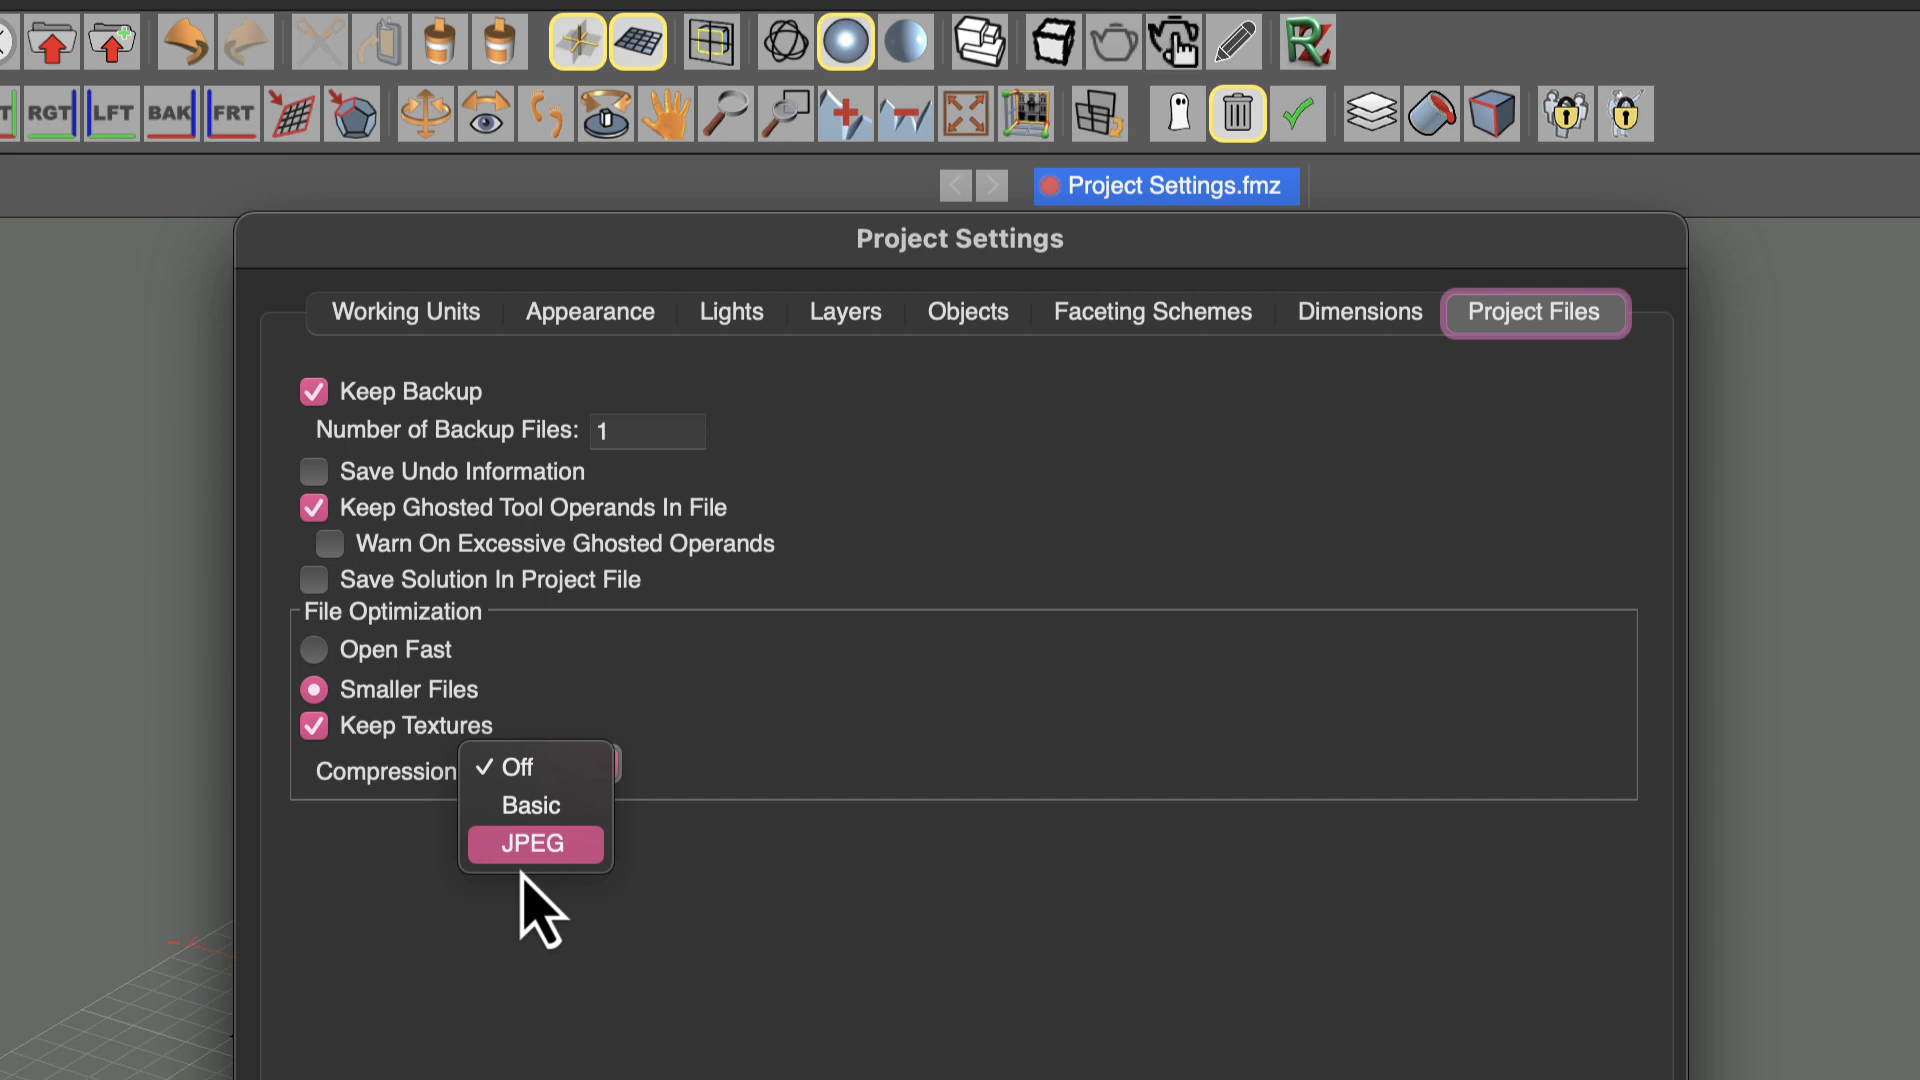 T RGT LFT BAK FRT
Project Settings.fmz
Project Settings
Working Units Appearance Lights Layers Objects Faceting Schemes Dimensions Project Files
Keep Backup
Number of Backup Files: 1
Save Undo Information
Keep Ghosted Tool Operands In File
Warn On Excessive Ghosted Operands
Save Solution In Project File
File Optimization
Open Fast
Smaller Files
Keep Textures
Compression
Off
Basic
JPEG